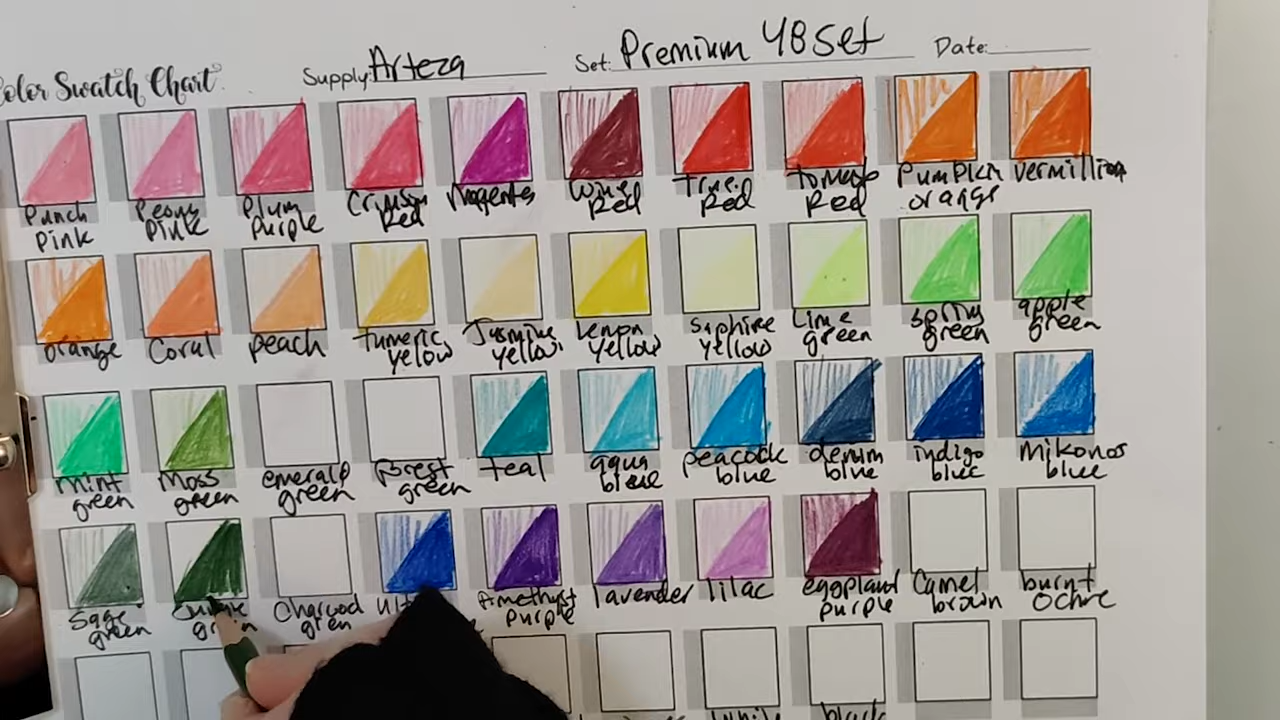 Color Swatch Chart Supply: Arteza Set: Premium 48 Set Date:
Punch Peony Plum Crimson Magenta Wine True Tomato Pumpkin vermillion
Pink Pink Purple Red Red Red Red orange
orange Coral peach tumeric Jasmine Lemon saphire Lime spring apple
yellow yellow yellow yellow green green green
mint Moss emerald forest teal aqua peacock denum indigo mikonos
green green green green blue blue blue blue blue
Sage Charcoal Ult Amethyst lavender lilac eggplant Camel burnt
green green purple purple brown Ochre
black